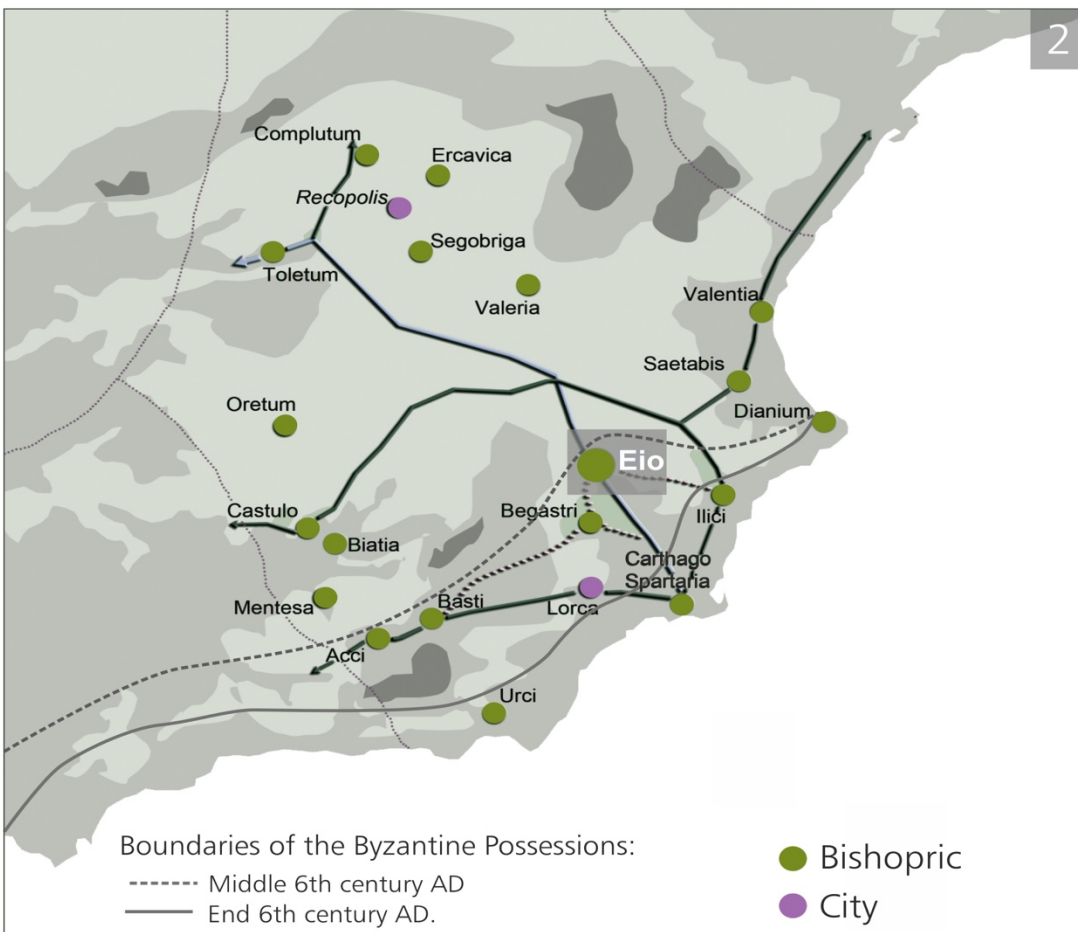 2
Complutum
Ercavica
Recopolis
Segobriga
Toletum
Valeria
Valentia
Saetabis
Dianium
Oretum
Eio
Castulo
Begastri
Ilici
Biatia
Carthago
Spartaria
Mentesa
Basti
Lorca
Acci
Urci
Boundaries of the Byzantine Possessions:
Middle 6th century AD
End 6th century AD.
Bishopric
City